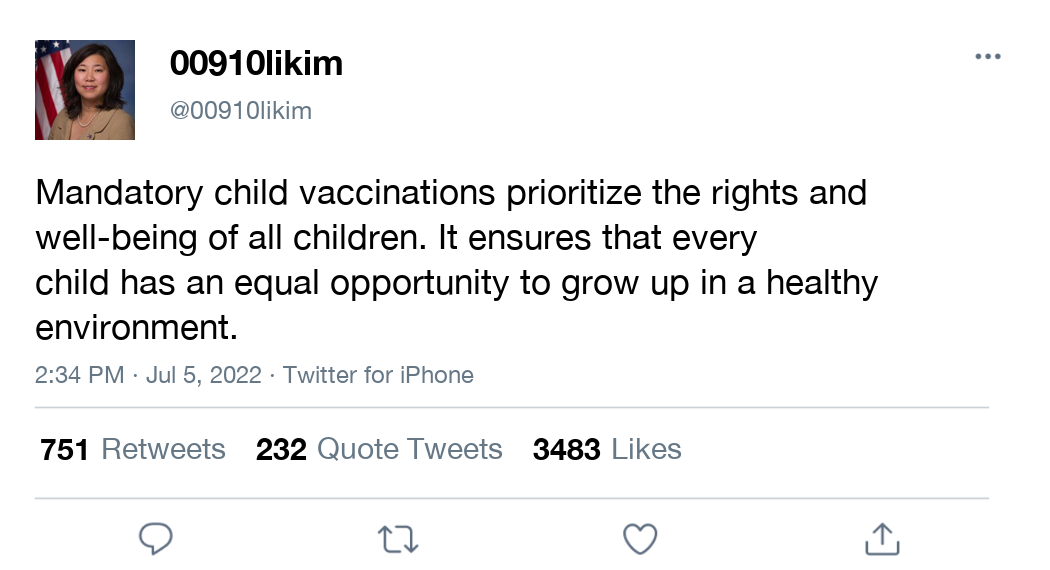 00910likim
@00910likim
Mandatory child vaccinations prioritize the rights and
well-being of all children. It ensures that every
child has an equal opportunity to grow up in a healthy
environment.
2:34 PM · Jul 5, 2022 · Twitter for iPhone
751 Retweets 232 Quote Tweets 3483 Likes